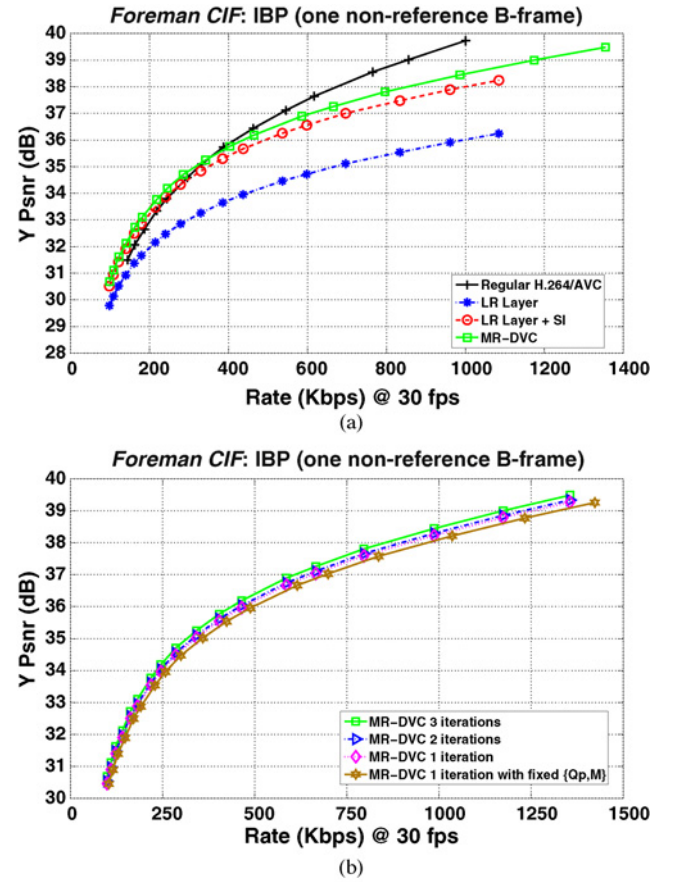 Foreman CIF: IBP (one non-reference B-frame)
40
39
38
37
36
35
34
33
32
31
30
29
28
Y Psnr (dB)
Regular H.264/AVC
LR Layer
LR Layer + SI
MR-DVC
0 200 400 600 800 1000 1200 1400
Rate (Kbps) @ 30 fps
(a)
Foreman CIF: IBP (one non-reference B-frame)
40
39
38
37
36
35
34
33
32
31
30
Y Psnr (dB)
MR-DVC 3 iterations
MR-DVC 2 iterations
MR-DVC 1 iteration
MR-DVC 1 iteration with fixed {Qp,M}
0 250 500 750 1000 1250 1500
Rate (Kbps) @ 30 fps
(b)